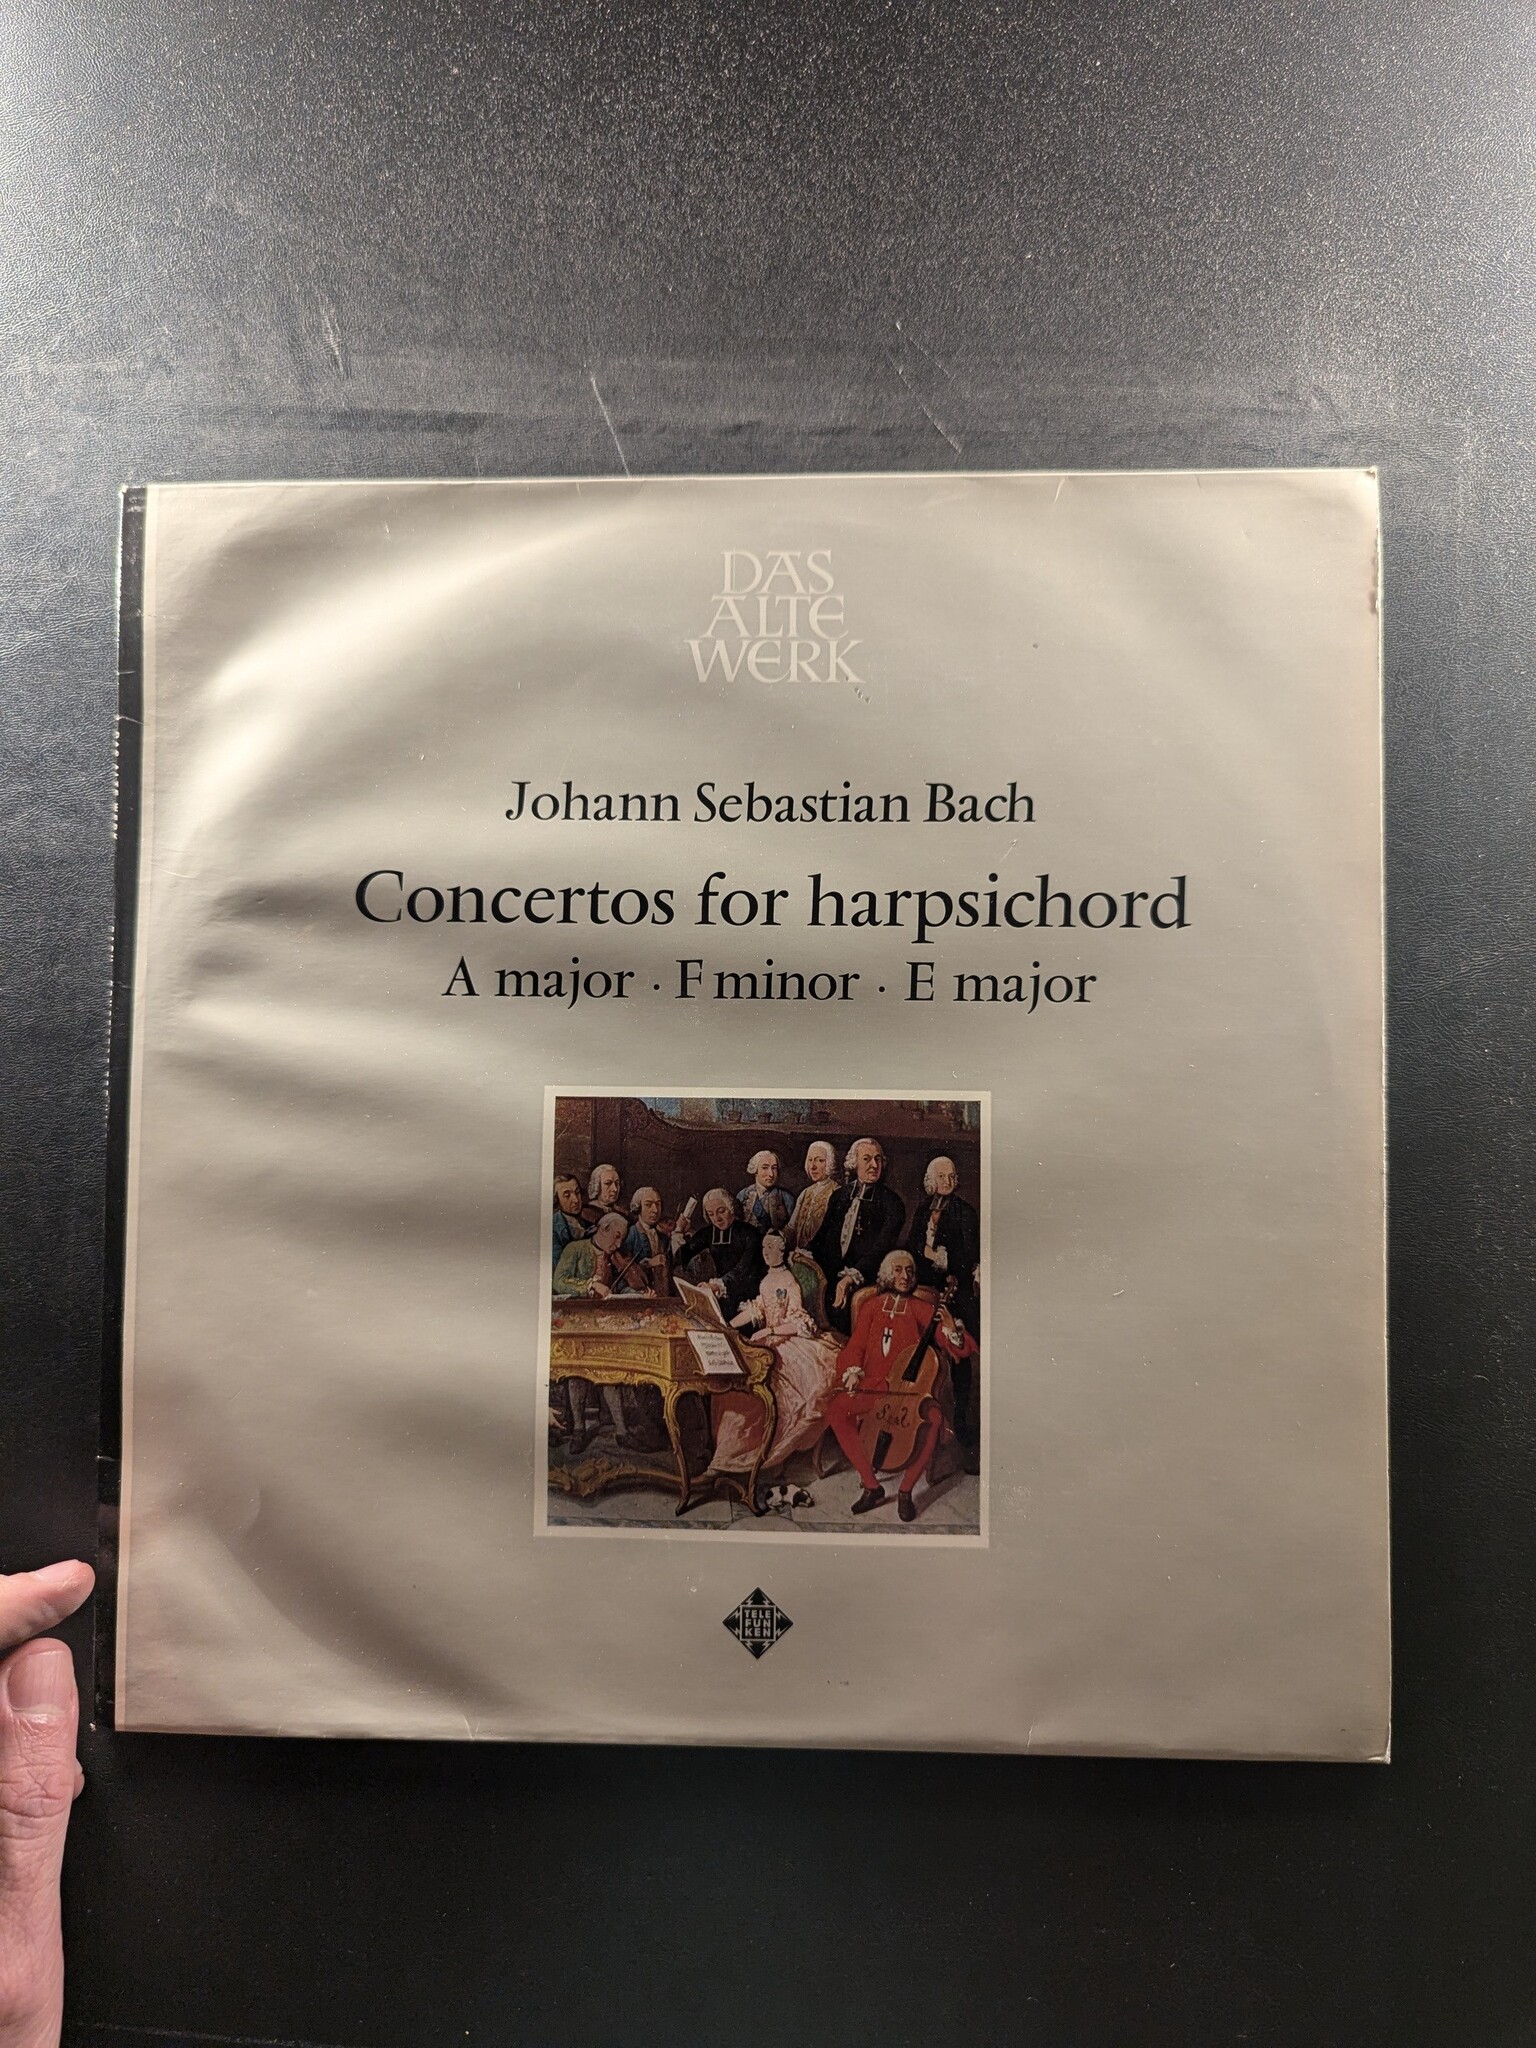 DAS
ALTE
WERK
Johann Sebastian Bach
Concertos for harpsichord
A major · F minor · E major
TELE
FUN
KEN